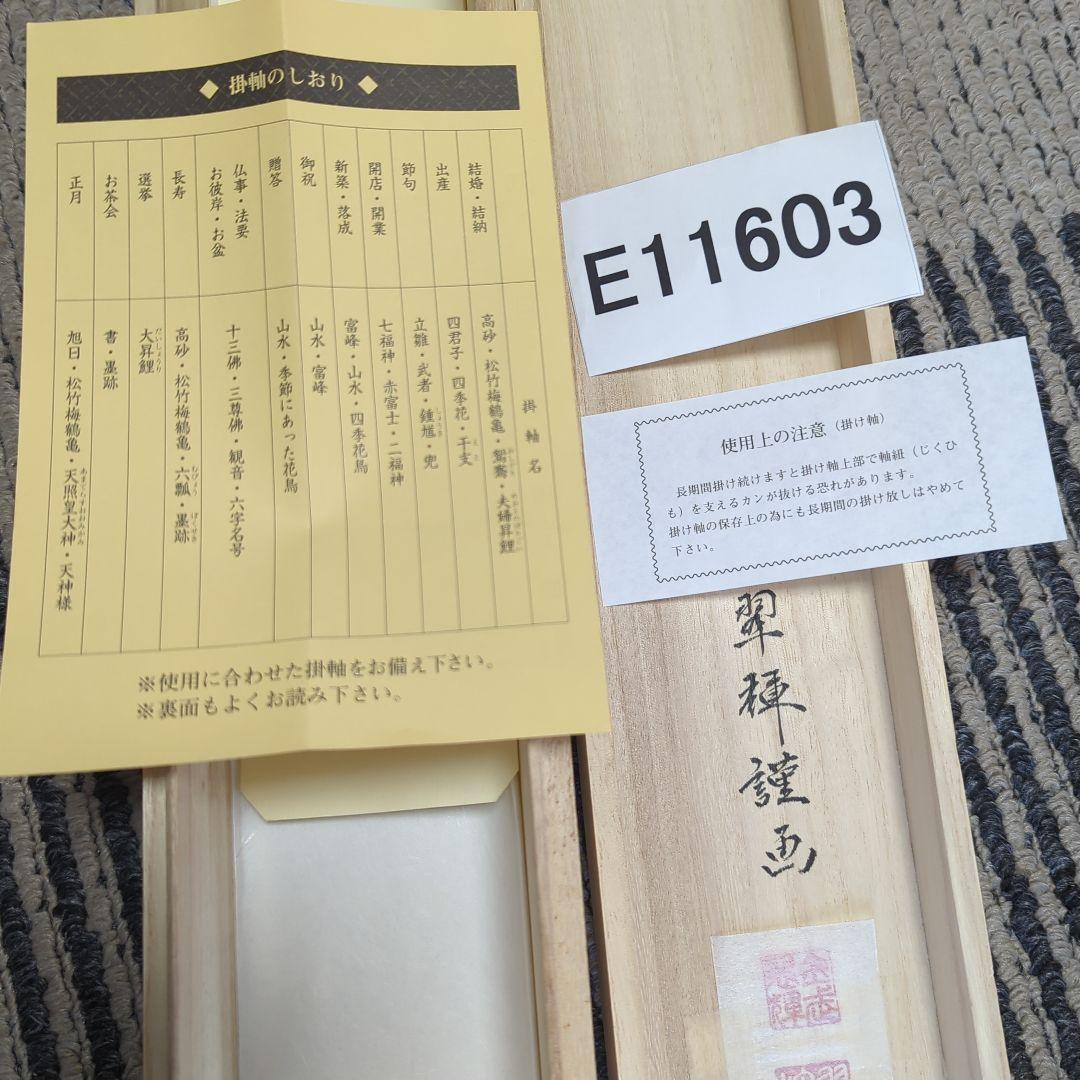 ◆ 掛軸のしおり ◆
掛軸名
結婚・結納
高砂・松竹梅鶴亀・鴛鴦・夫婦昇鯉
出産
四君子・四季花・干支
節句
立雛・武者・鍾馗・兜
開店・開業
七福神・赤富士・二福神
新築・落成
富峰・山水・四季花鳥
御祝
山水・富峰
贈答
山水・季節にあった花鳥
仏事・法要
お彼岸・お盆
十三佛・三尊佛・観音・六字名号
長寿
高砂・松竹梅鶴亀・六瓢・墨跡
選挙
大昇鯉
お茶会
書・墨跡
正月
旭日・松竹梅鶴亀・天照皇大神・天神様
※使用に合わせた掛軸をお備え下さい。
※裏面もよくお読み下さい。
E11603
使用上の注意（掛け軸）
長期間掛け続けますと掛け軸上部で軸紐（じくひ
も）を支えるカンが抜ける恐れがあります。
掛け軸の保存上の為にも長期間の掛け放しはやめて
下さい。
謹画